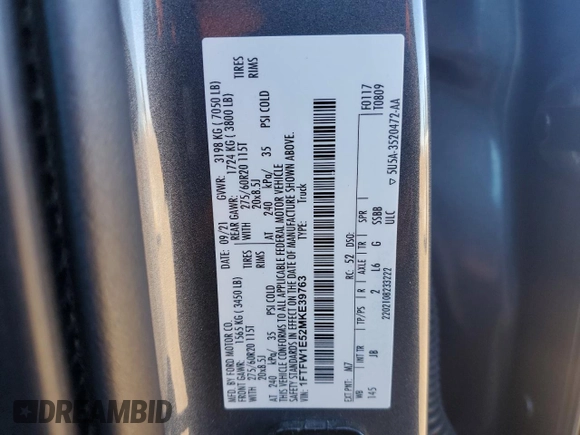 MFD. BY FORD MOTOR CO.
DATE: 09/21 GVWR: 3198 KG ( 7050 LB)
FRONT GAWR: 1565 KG ( 3450 LB) REAR GAWR: 1724 KG ( 3800 LB)
WITH 275/60R20 115T TIRES WITH 275/60R20 115T TIRES
20x8.5J RIMS 20x8.5J RIMS
AT 240 kPa/ 35 PSI COLD AT 240 kPa/ 35 PSI COLD
THIS VEHICLE CONFORMS TO ALL APPLICABLE FEDERAL MOTOR VEHICLE
SAFETY STANDARDS IN EFFECT ON THE DATE OF MANUFACTURE SHOWN ABOVE.
VIN: 1FTFW1E52MKE39763 TYPE: Truck
F0117
T0809
EXT PNT: M7 RC: 52 DSO:
WB INT TR TP/PS R AXLE TR SPR
145 JB 2 L6 G SSBB
ULC
2202108233222
5U5A-3520472-AA
DREAMBID